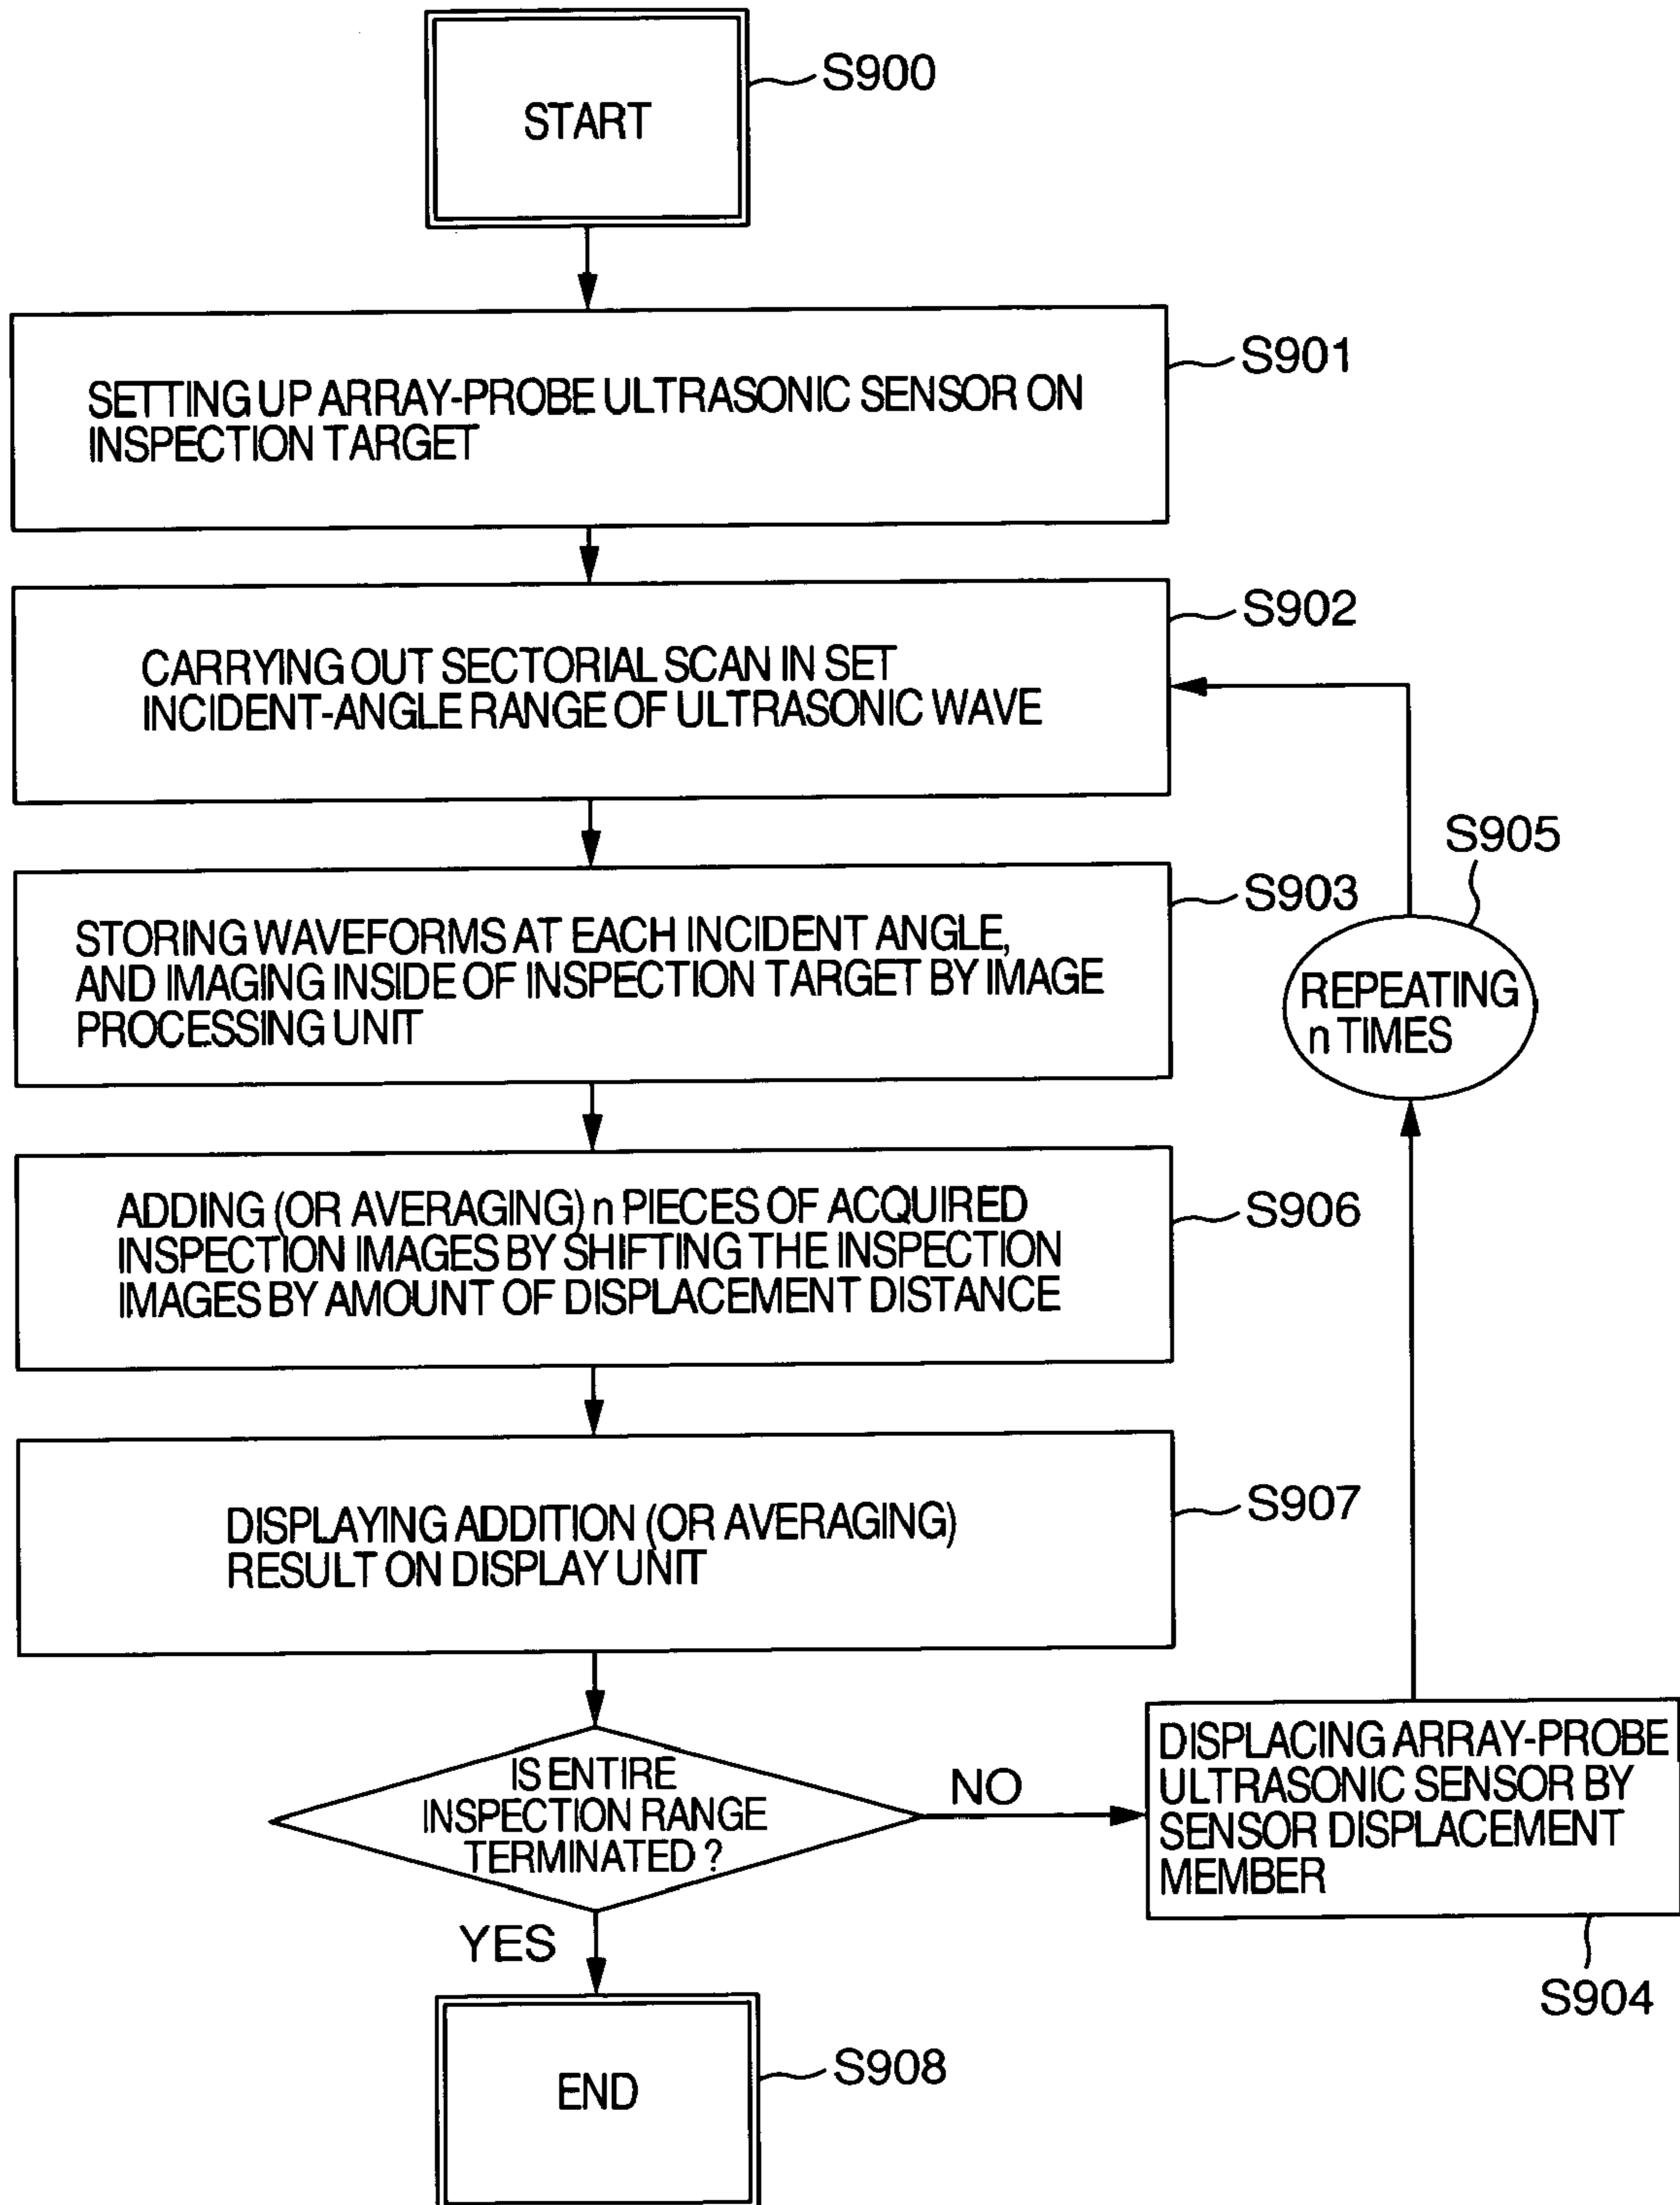 START
S900
SETTING UP ARRAY-PROBE ULTRASONIC SENSOR ON
INSPECTION TARGET
S901
CARRYING OUT SECTORIAL SCAN IN SET
INCIDENT-ANGLE RANGE OF ULTRASONIC WAVE
S902
STORING WAVEFORMS AT EACH INCIDENT ANGLE,
AND IMAGING INSIDE OF INSPECTION TARGET BY IMAGE
PROCESSING UNIT
S903
S905
REPEATING
n TIMES
ADDING (OR AVERAGING) n PIECES OF ACQUIRED
INSPECTION IMAGES BY SHIFTING THE INSPECTION
IMAGES BY AMOUNT OF DISPLACEMENT DISTANCE
S906
DISPLAYING ADDITION (OR AVERAGING)
RESULT ON DISPLAY UNIT
S907
IS ENTIRE
INSPECTION RANGE
TERMINATED ?
NO
DISPLACING ARRAY-PROBE
ULTRASONIC SENSOR BY
SENSOR DISPLACEMENT
MEMBER
S904
YES
END
S908